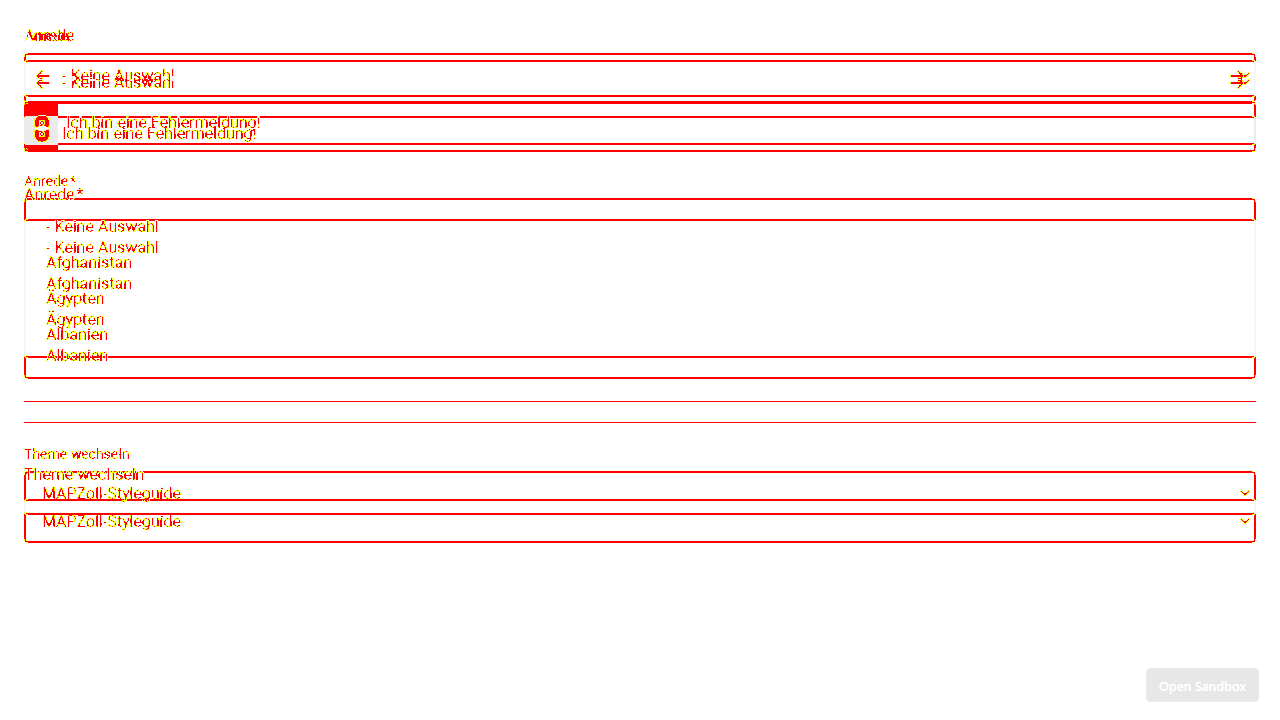 Anrede
- Keine Auswahl
- Keine Auswahl
Ich bin eine Fehlermeldung!
Ich bin eine Fehlermeldung!
Anrede*
Anrede*
- Keine Auswahl
- Keine Auswahl
Afghanistan
Afghanistan
Ägypten
Ägypten
Albanien
Albanien
Theme wechseln
Theme wechseln
MAPZoll-Styleguide
MAPZoll-Styleguide
Open Sandbox